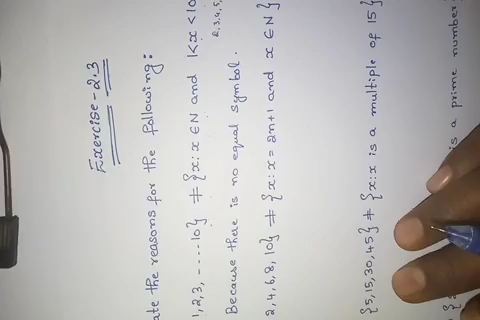 Exercise-2.3
ate the reasons for the following:
1,2,3,-....10} ≠ {x:x∈N and 1<x<10
2,3,4,5,
Because there is no equal symbol.
2,4,6,8,10} ≠ {x:x=2n+1 and x∈N}
{5,15,30,45} ≠ {x:x is a multiple of 15}
is a prime number